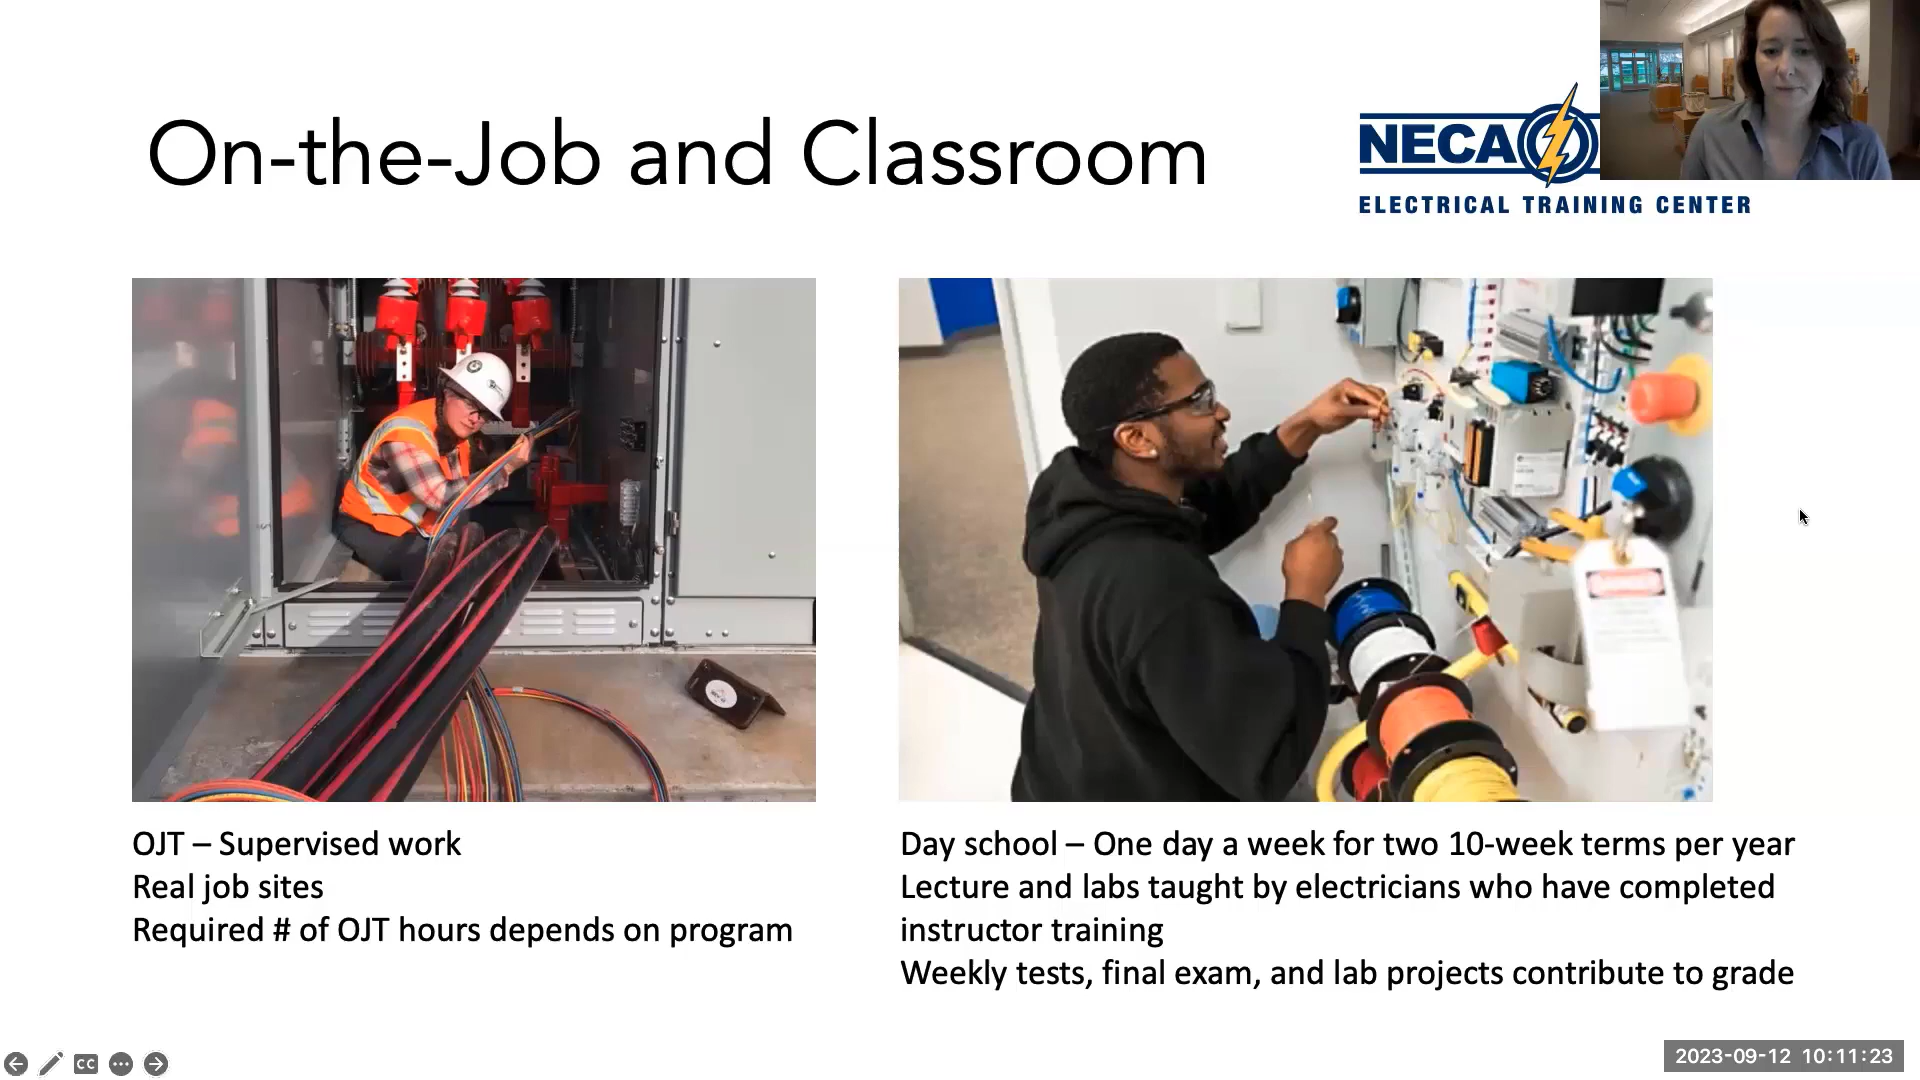 On-the-Job and Classroom
NECA
ELECTRICAL TRAINING CENTER
OJT – Supervised work
Real job sites
Required # of OJT hours depends on program
Day school – One day a week for two 10-week terms per year
Lecture and labs taught by electricians who have completed
instructor training
Weekly tests, final exam, and lab projects contribute to grade
CC
2023-09-12 10:11:23